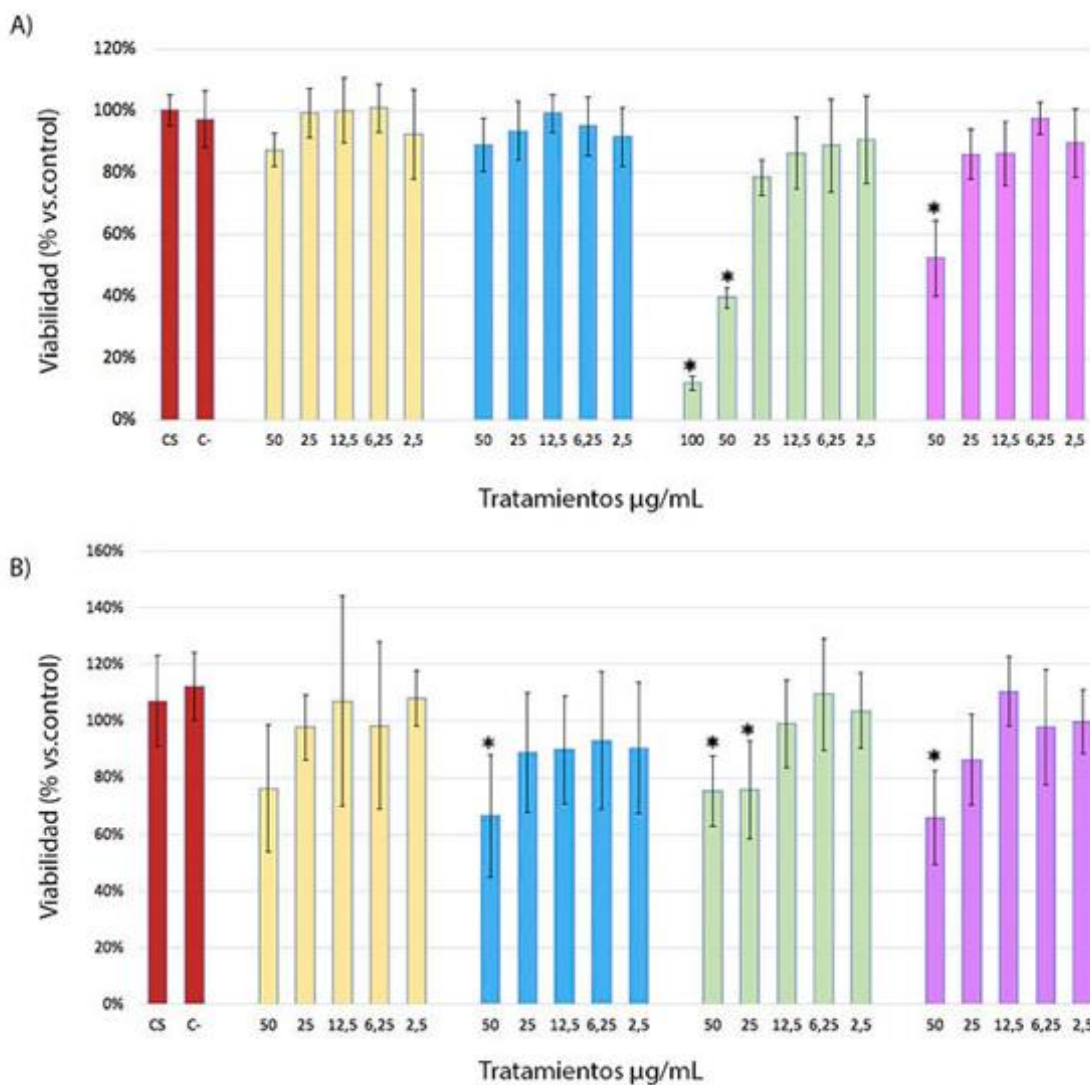 A)
120%
100%
80%
60%
40%
20%
0%
Viabilidad (% vs.control)
* * *
CS C- 50 25 12,5 6,25 2,5 50 25 12,5 6,25 2,5 100 50 25 12,5 6,25 2,5 50 25 12,5 6,25 2,5
Tratamientos µg/mL
B)
160%
140%
120%
100%
80%
60%
40%
20%
0%
Viabilidad (% vs.control)
* * * *
CS C- 50 25 12,5 6,25 2,5 50 25 12,5 6,25 2,5 50 25 12,5 6,25 2,5 50 25 12,5 6,25 2,5
Tratamientos µg/mL